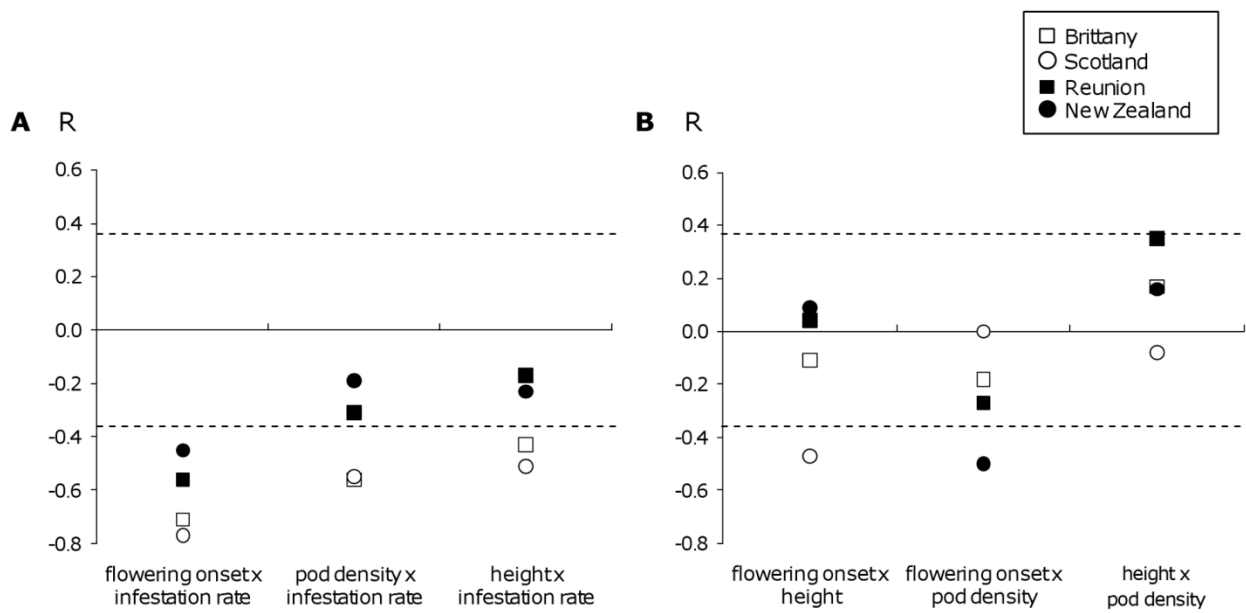 Brittany
Scotland
Reunion
New Zealand
A R
0.6
0.4
0.2
0.0
-0.2
-0.4
-0.6
-0.8
flowering onset x
infestation rate
pod density x
infestation rate
height x
infestation rate
B R
0.6
0.4
0.2
0.0
-0.2
-0.4
-0.6
-0.8
flowering onset x
height
flowering onset x
pod density
height x
pod density